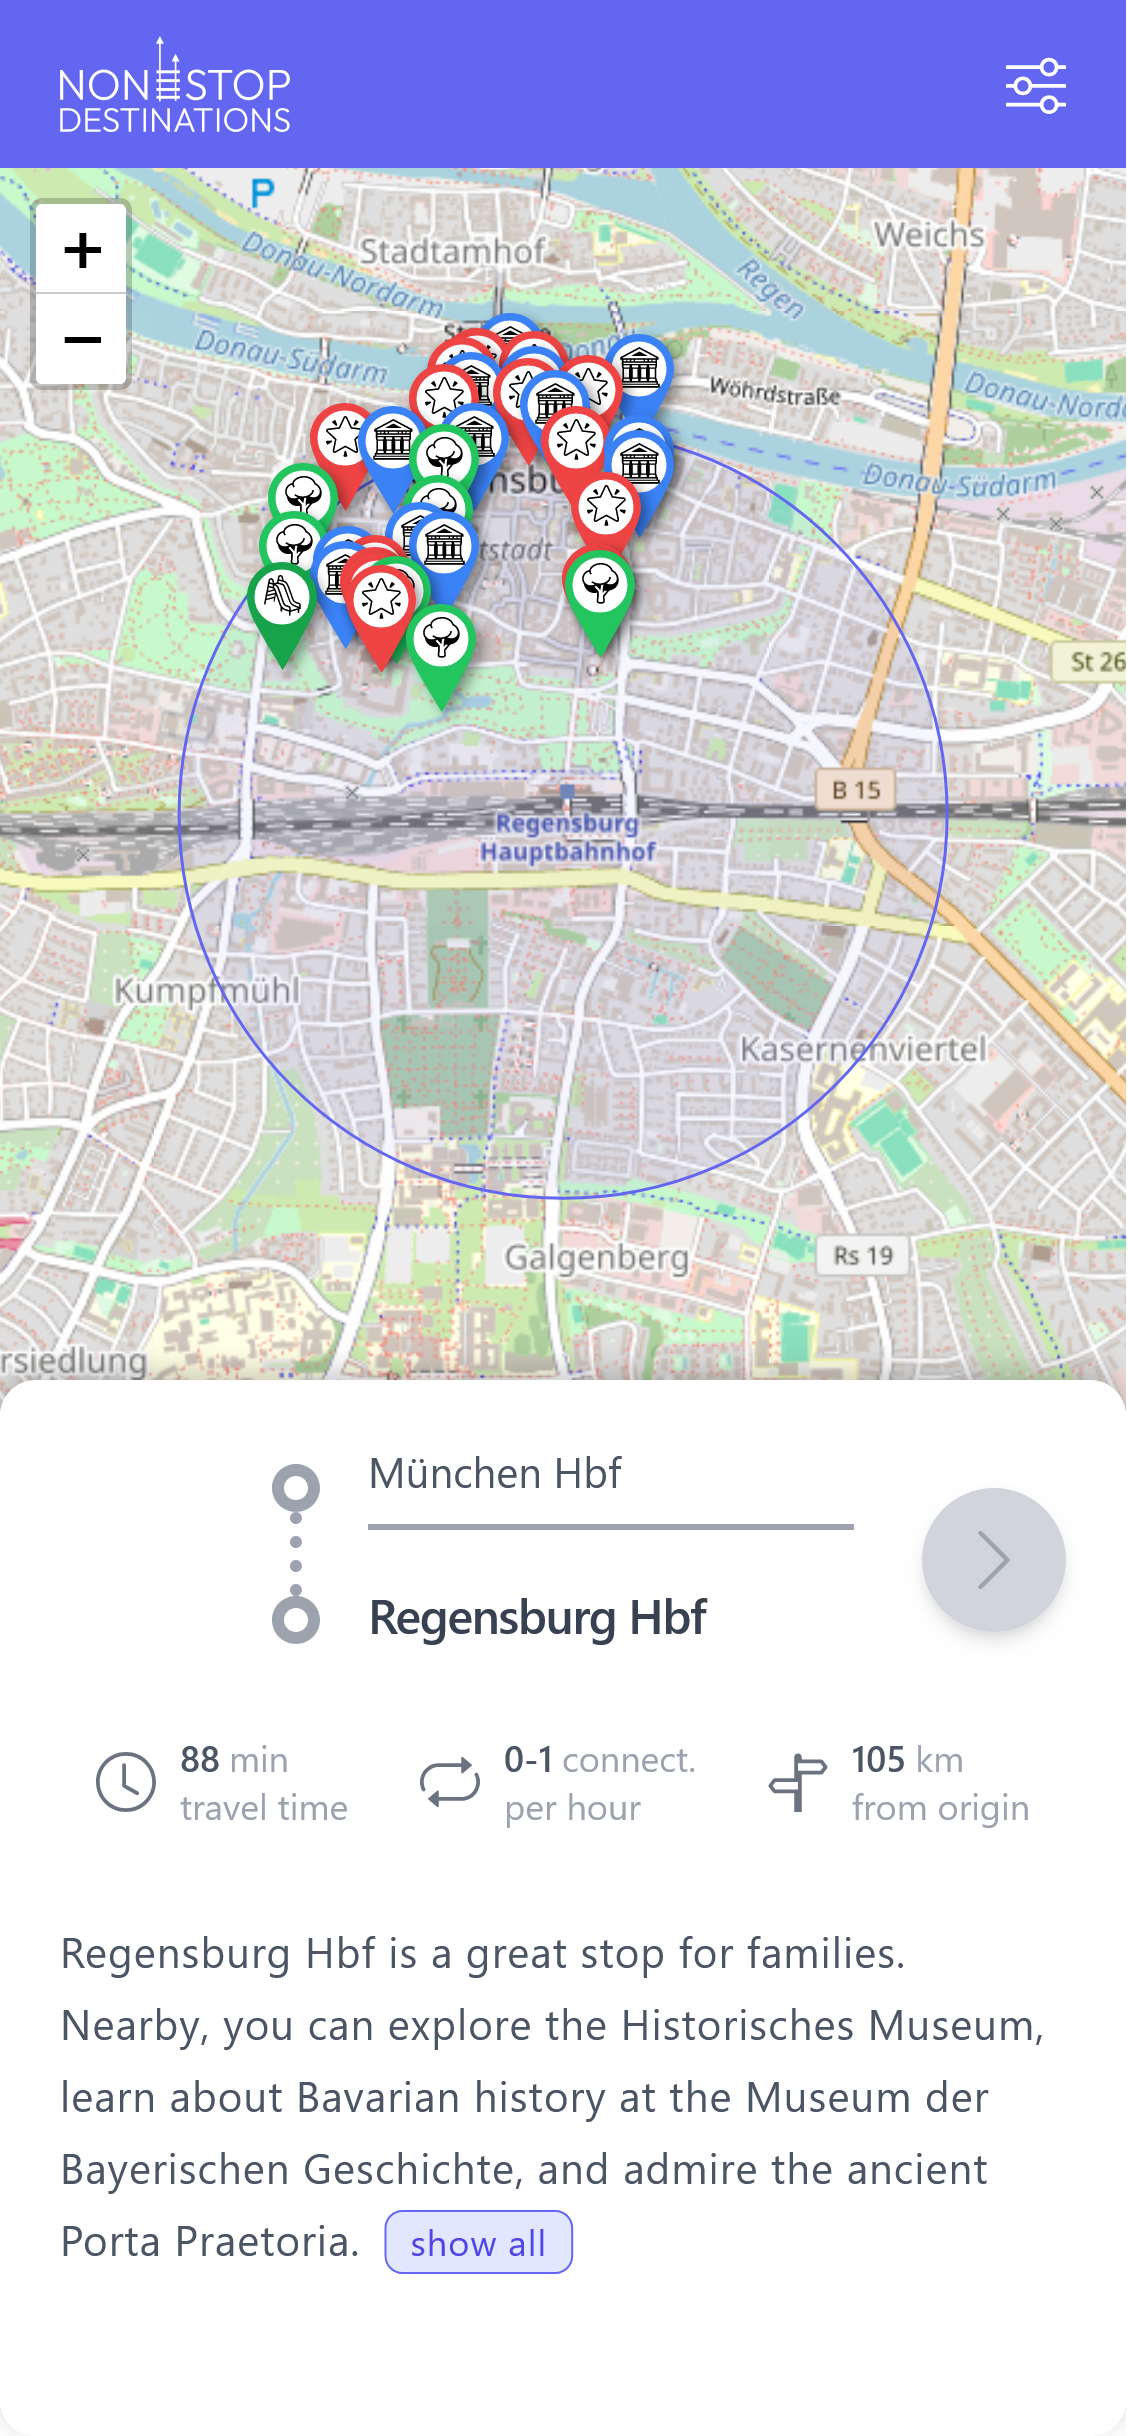 NON STOP
DESTINATIONS
P
+
−
Stadtamhof
Weichs
Donau-Nordarm
Regen
Donau-Südarm
Wöhrdstraße
Donau-Südarm
St 26
B 15
Regensburg
Hauptbahnhof
Kumpfmühl
Kasernenviertel
Galgenberg
Rs 19
rsiedlung
München Hbf
Regensburg Hbf
88 min
travel time
0-1 connect.
per hour
105 km
from origin
Regensburg Hbf is a great stop for families.
Nearby, you can explore the Historisches Museum,
learn about Bavarian history at the Museum der
Bayerischen Geschichte, and admire the ancient
Porta Praetoria. show all